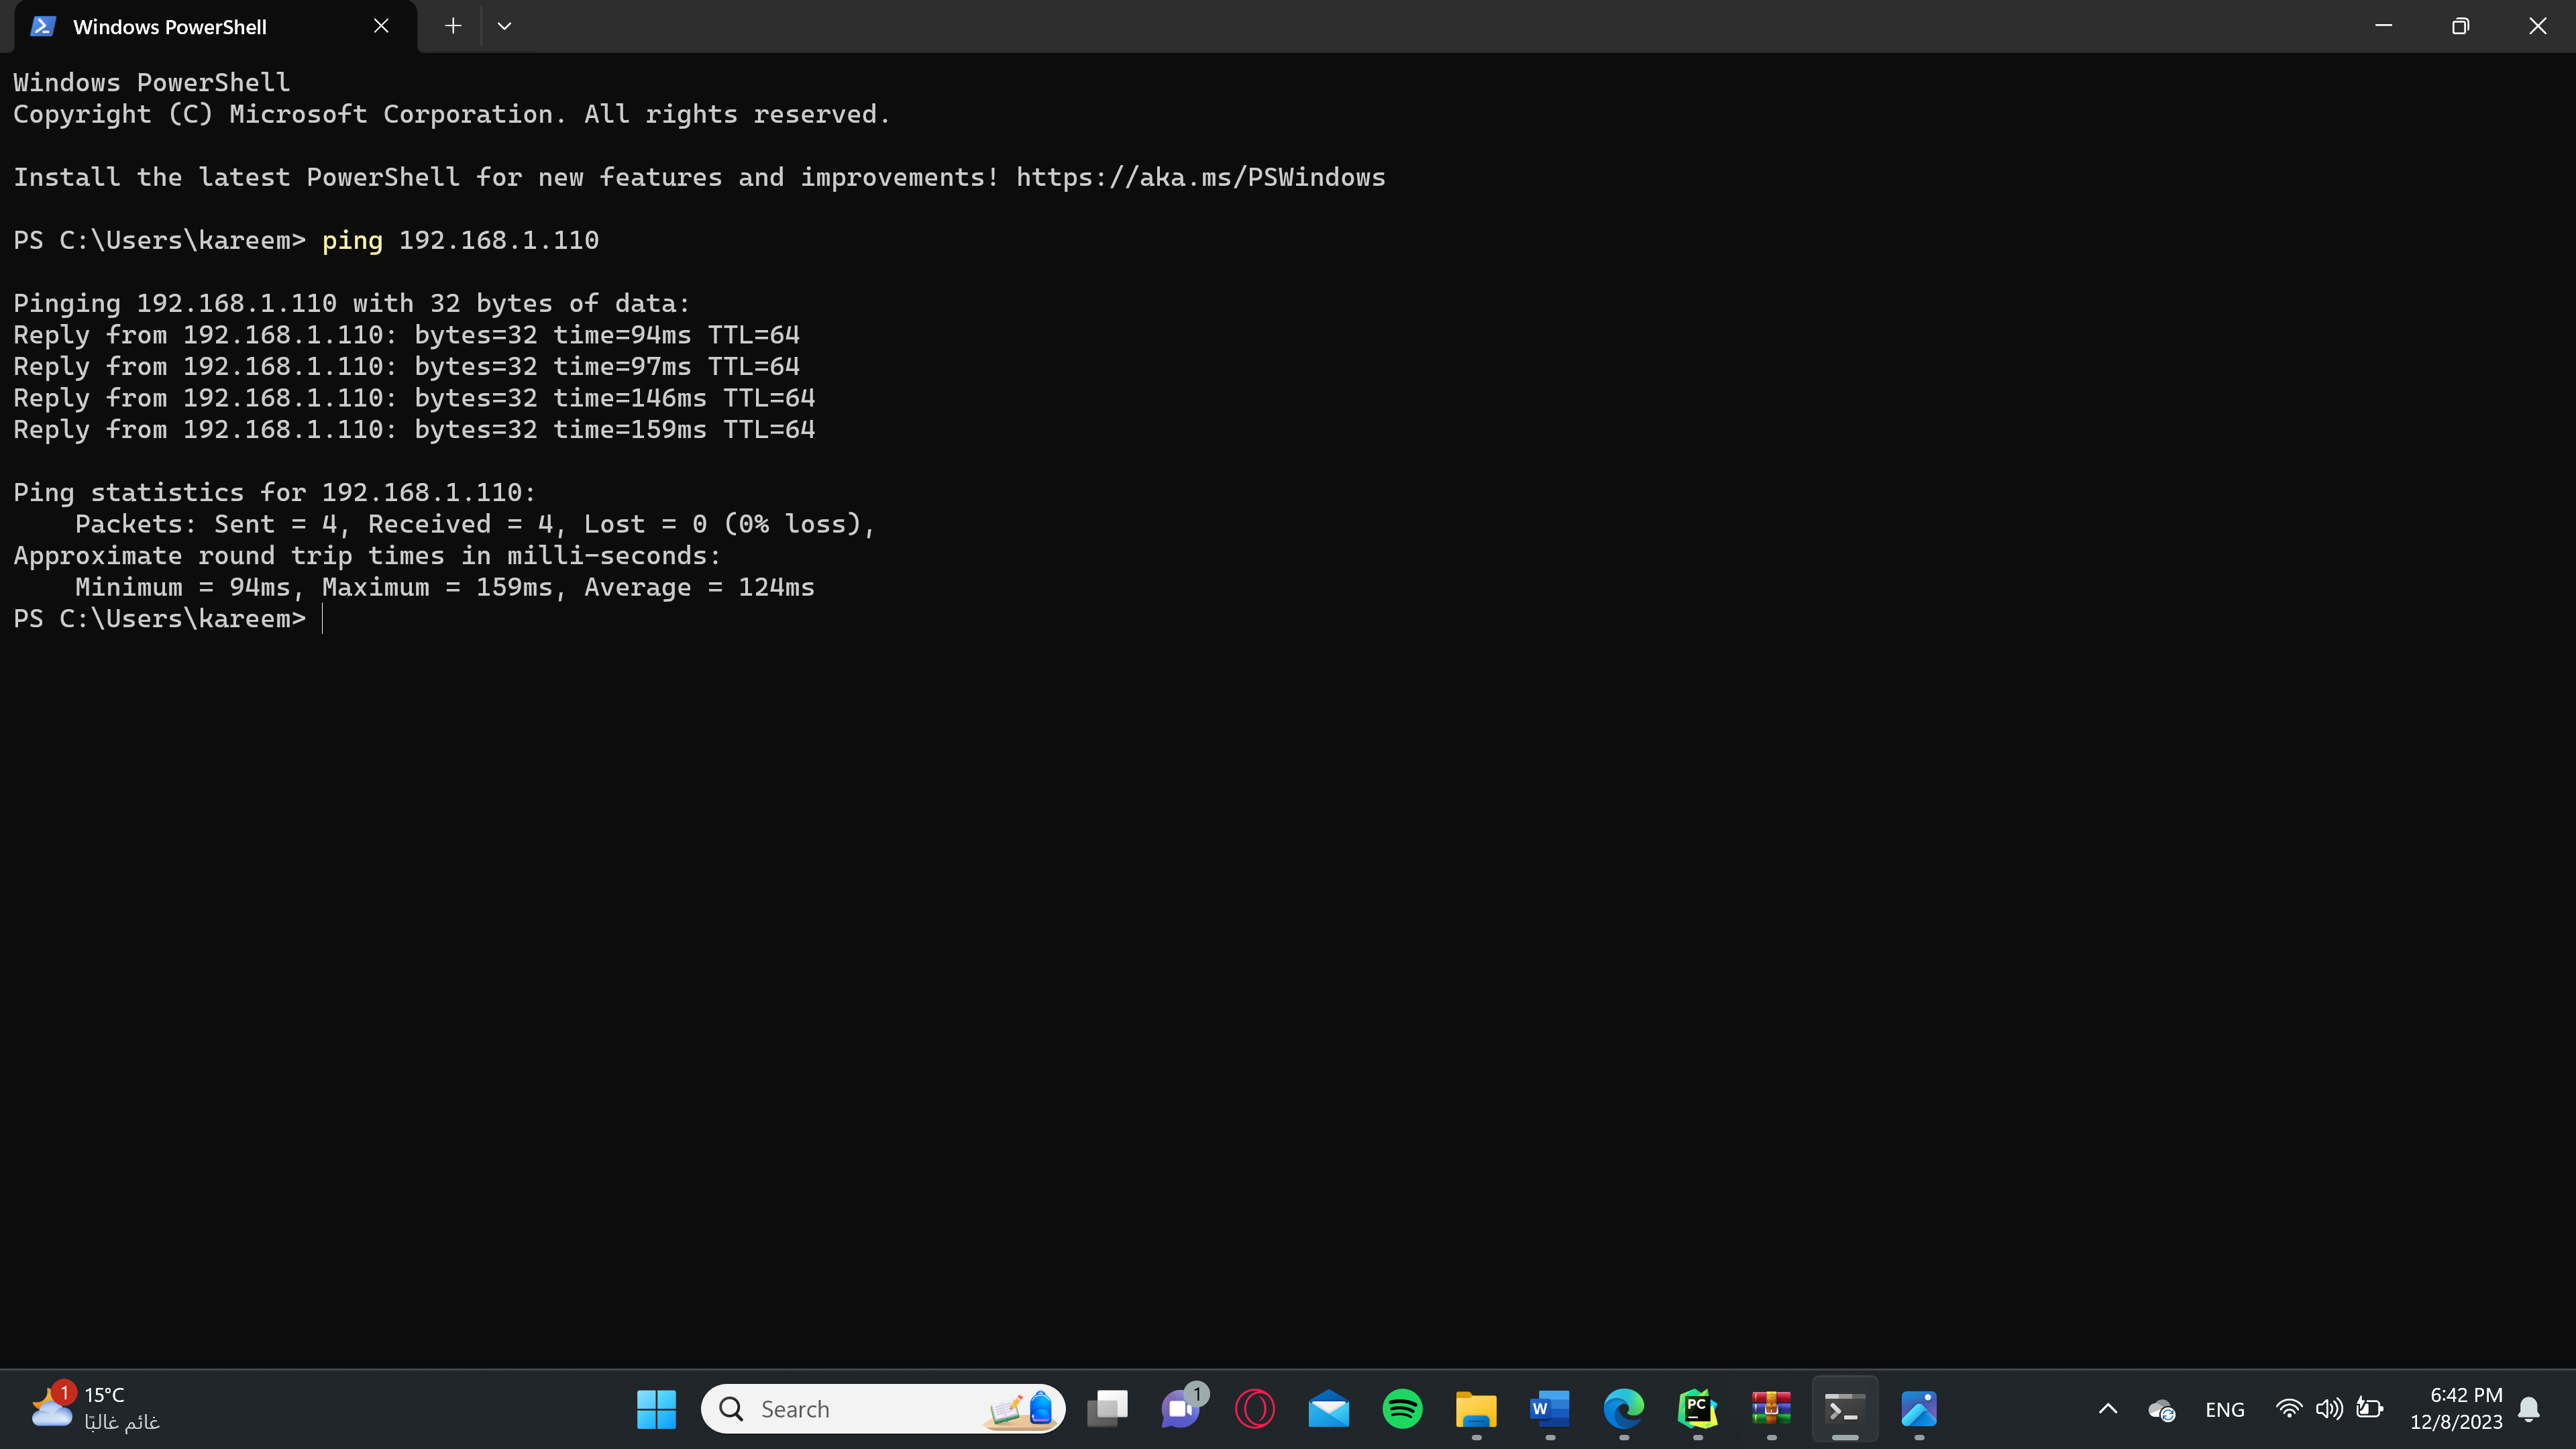 Windows PowerShell
Windows PowerShell
Copyright (C) Microsoft Corporation. All rights reserved.
Install the latest PowerShell for new features and improvements! https://aka.ms/PSWindows
PS C:\Users\kareem> ping 192.168.1.110
Pinging 192.168.1.110 with 32 bytes of data:
Reply from 192.168.1.110: bytes=32 time=94ms TTL=64
Reply from 192.168.1.110: bytes=32 time=97ms TTL=64
Reply from 192.168.1.110: bytes=32 time=146ms TTL=64
Reply from 192.168.1.110: bytes=32 time=159ms TTL=64
Ping statistics for 192.168.1.110:
    Packets: Sent = 4, Received = 4, Lost = 0 (0% loss),
Approximate round trip times in milli-seconds:
    Minimum = 94ms, Maximum = 159ms, Average = 124ms
PS C:\Users\kareem>
1
15°C
غائم غالبًا
Search
1
W
PC
ENG
6:42 PM
12/8/2023